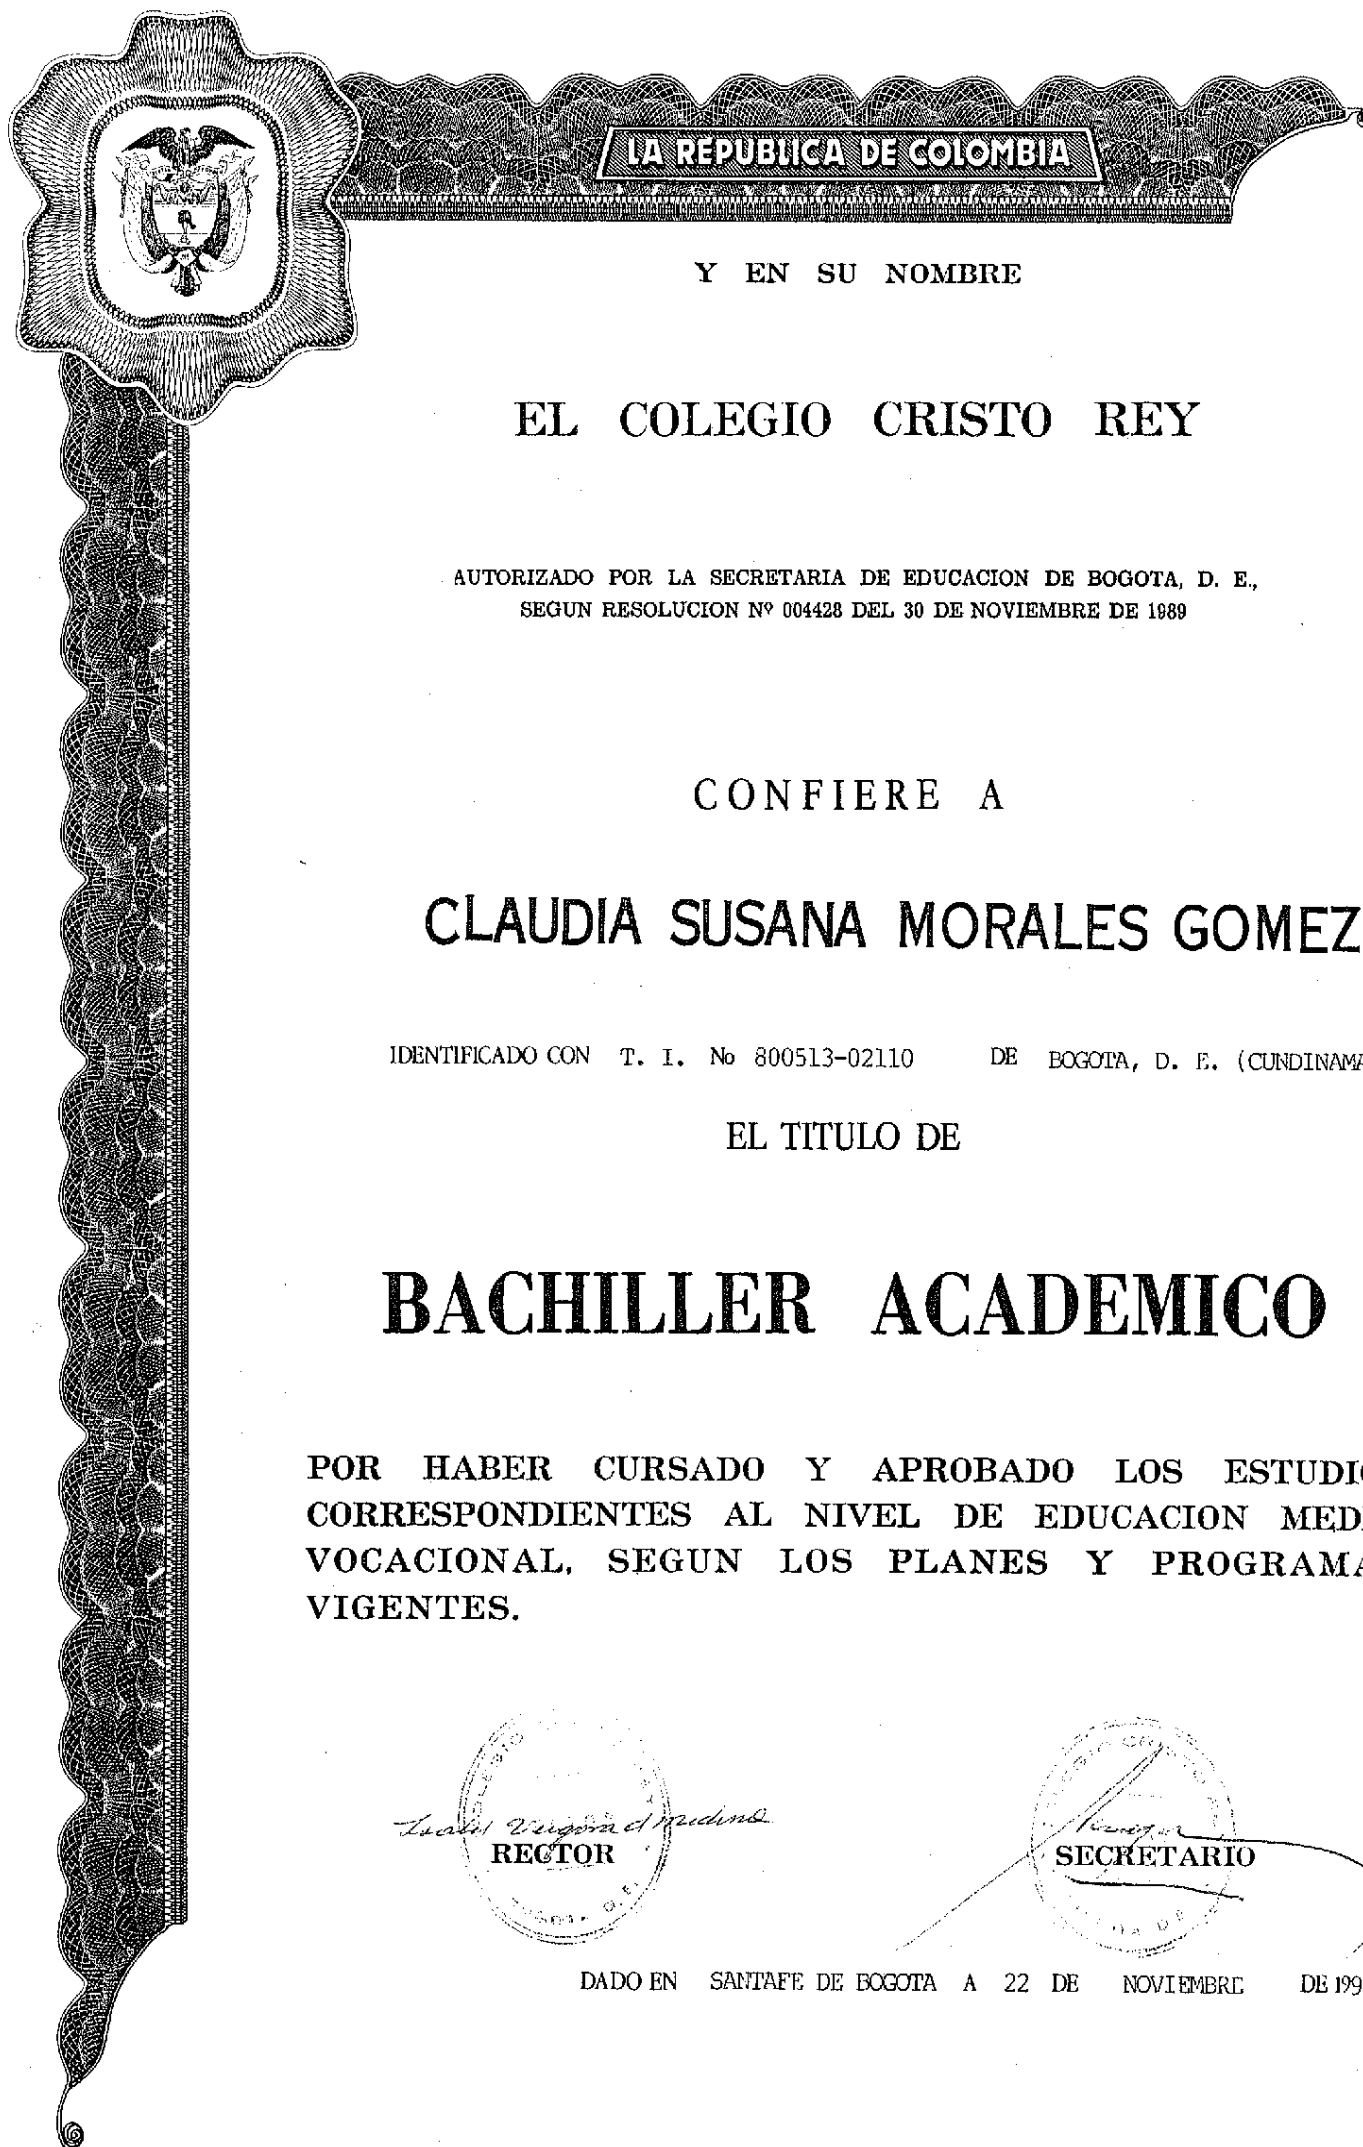 LA REPUBLICA DE COLOMBIA
Y EN SU NOMBRE
EL COLEGIO CRISTO REY
AUTORIZADO POR LA SECRETARIA DE EDUCACION DE BOGOTA, D. E.,
SEGUN RESOLUCION Nº 004428 DEL 30 DE NOVIEMBRE DE 1989
CONFIERE A
CLAUDIA SUSANA MORALES GOMEZ
IDENTIFICADO CON T. I. No 800513-02110 DE BOGOTA, D. E. (CUNDINAMA
EL TITULO DE
BACHILLER ACADEMICO
POR HABER CURSADO Y APROBADO LOS ESTUDIO
CORRESPONDIENTES AL NIVEL DE EDUCACION MEDI
VOCACIONAL, SEGUN LOS PLANES Y PROGRAMA
VIGENTES.
RECTOR
SECRETARIO
DADO EN SANTAFE DE BOGOTA A 22 DE NOVIEMBRE DE 199